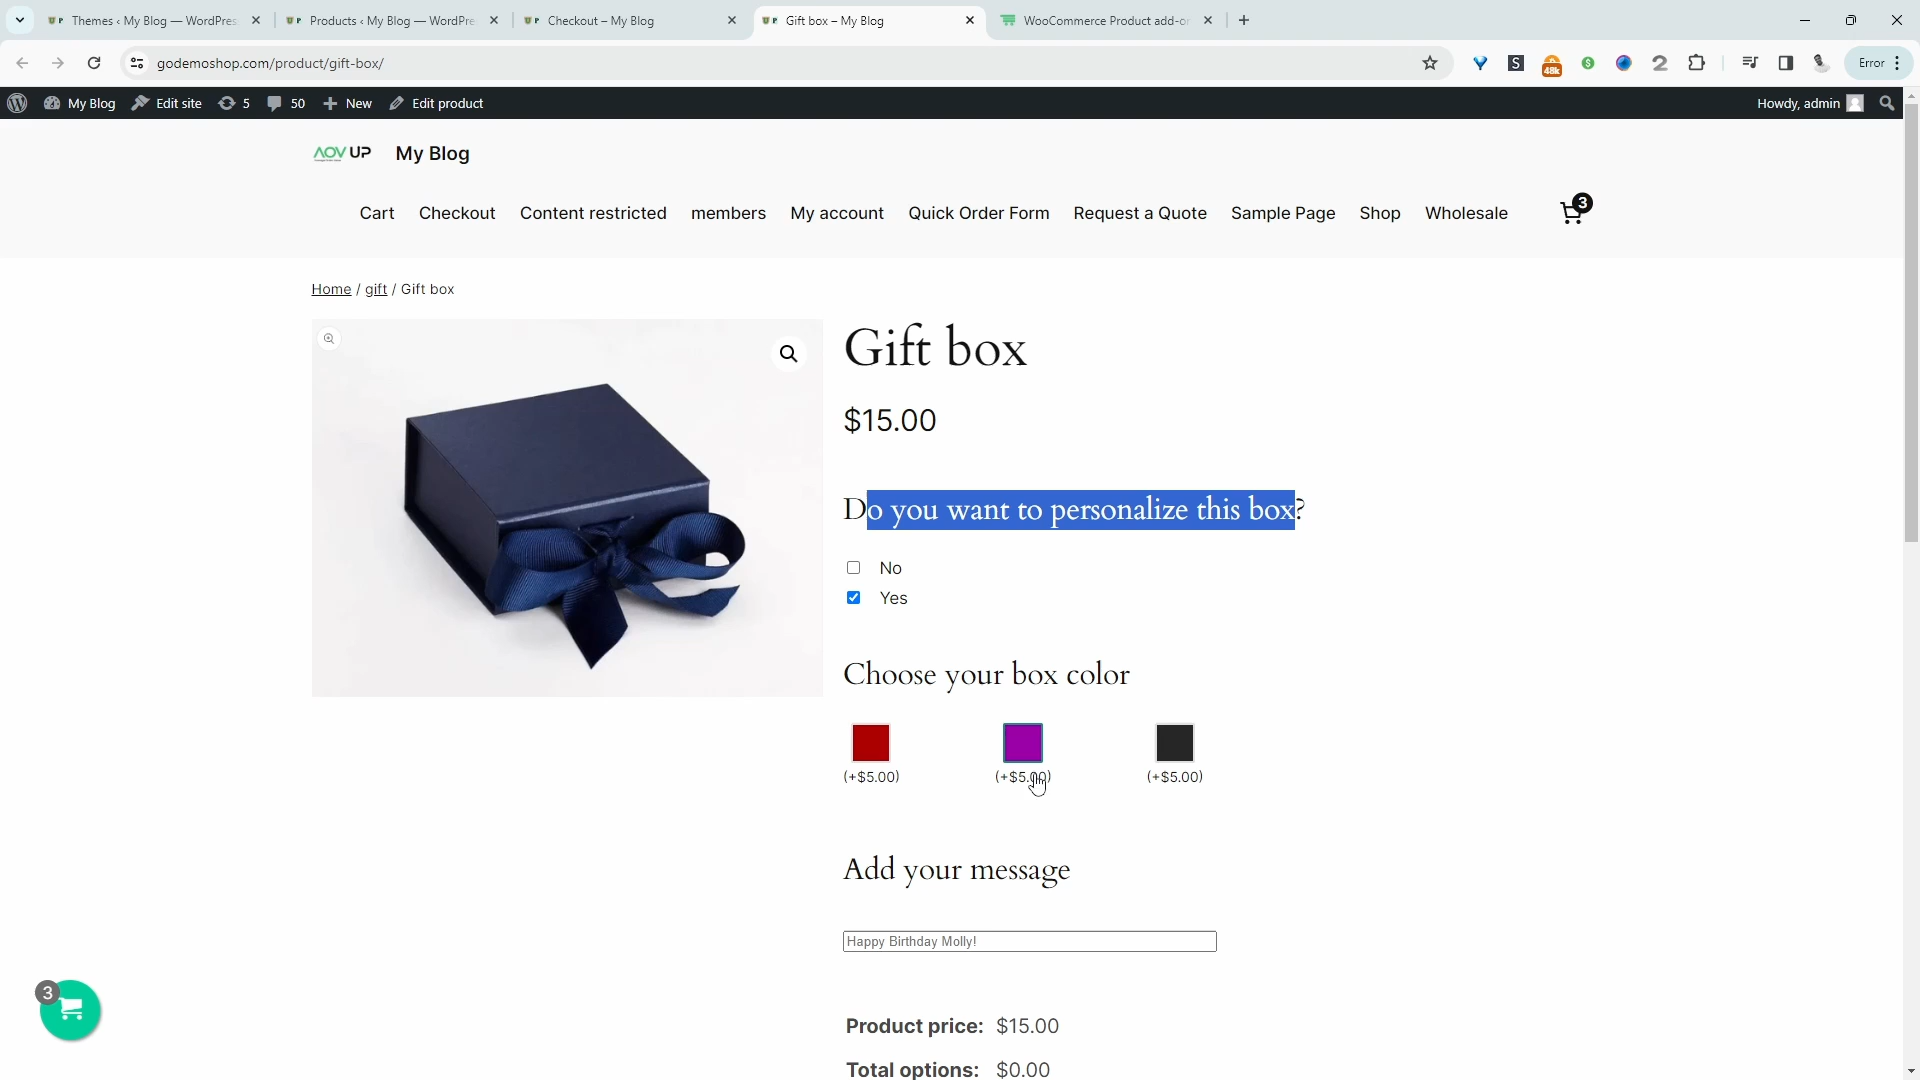 Themes ‹ My Blog — WordPres
Products ‹ My Blog — WordPre
Checkout – My Blog
Gift box – My Blog
WooCommerce Product add-o
godemoshop.com/product/gift-box/
S
48k
Error
My Blog
Edit site
5
50
New
Edit product
Howdy, admin
AOV UP
My Blog
Cart
Checkout
Content restricted
members
My account
Quick Order Form
Request a Quote
Sample Page
Shop
Wholesale
3
Home / gift / Gift box
Gift box
$15.00
Do you want to personalize this box?
No
Yes
Choose your box color
(+$5.00)
(+$5.00)
(+$5.00)
Add your message
Happy Birthday Molly!
3
Product price: $15.00
Total options: $0.00